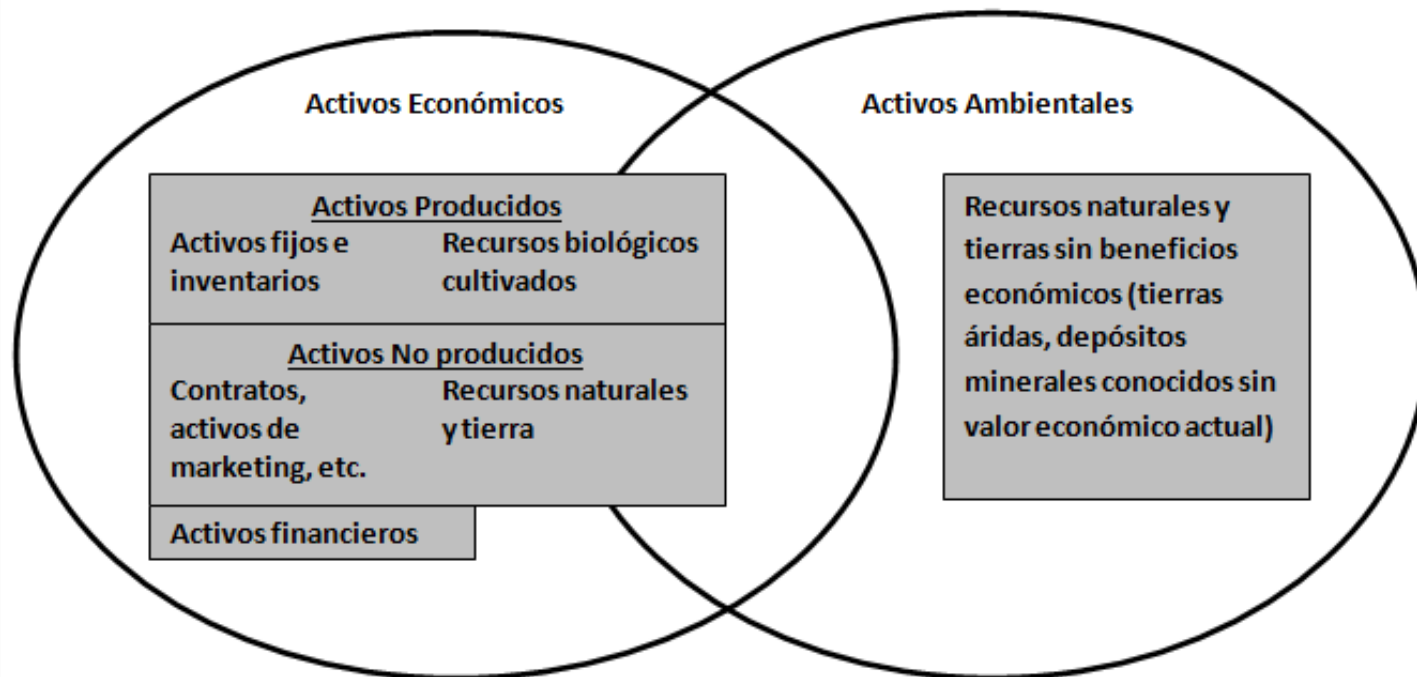 Activos Económicos
Activos Ambientales
Activos Producidos
Activos fijos e
inventarios
Recursos biológicos
cultivados
Activos No producidos
Contratos,
activos de
marketing, etc.
Recursos naturales
y tierra
Activos financieros
Recursos naturales y
tierras sin beneficios
económicos (tierras
áridas, depósitos
minerales conocidos sin
valor económico actual)